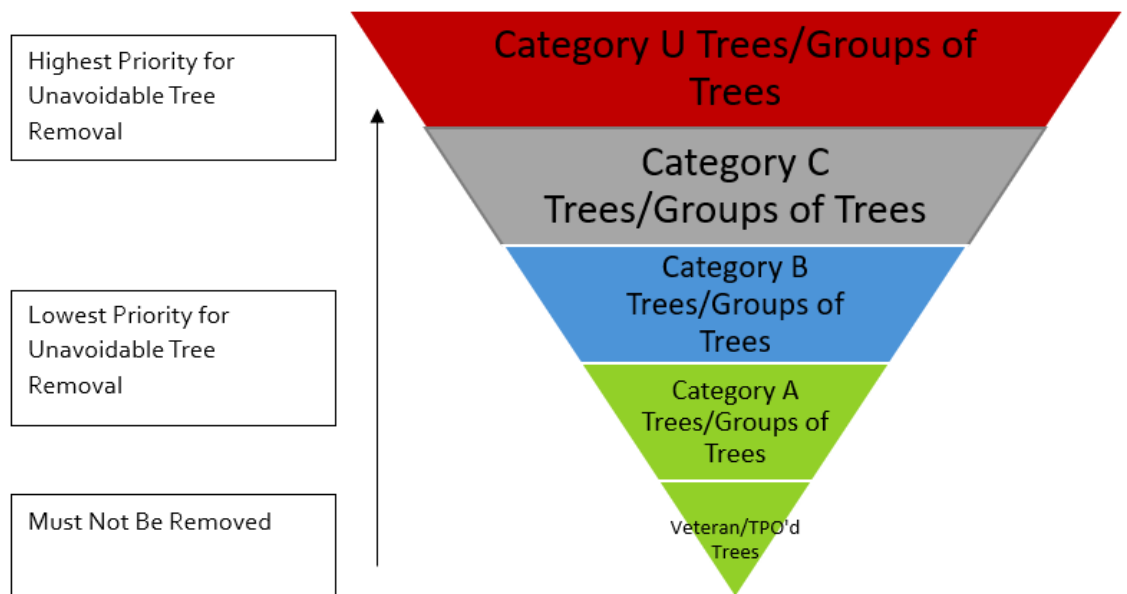 Highest Priority for
Unavoidable Tree
Removal
Category U Trees/Groups of
Trees
Category C
Trees/Groups of Trees
Category B
Trees/Groups of
Trees
Lowest Priority for
Unavoidable Tree
Removal
Category A
Trees/Groups of
Trees
Must Not Be Removed
Veteran/TPO'd
Trees